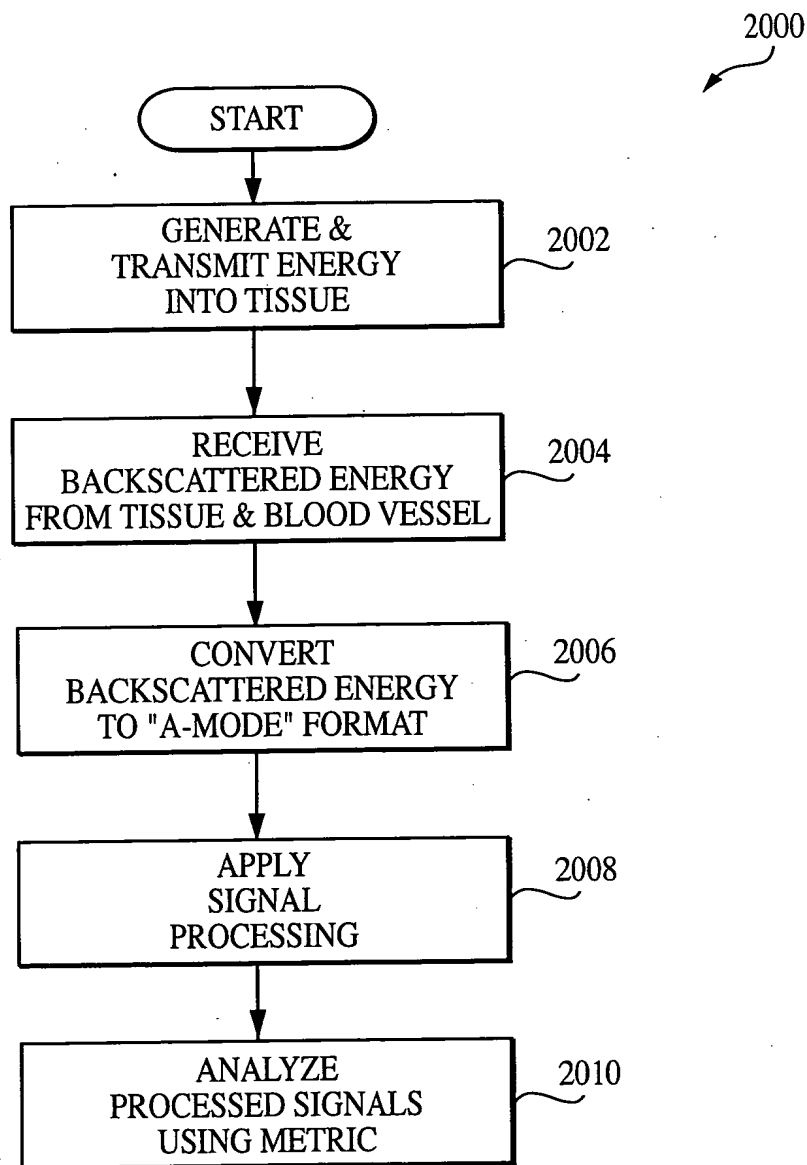 2000
START
GENERATE &
TRANSMIT ENERGY
INTO TISSUE
2002
RECEIVE
BACKSCATTERED ENERGY
FROM TISSUE & BLOOD VESSEL
2004
CONVERT
BACKSCATTERED ENERGY
TO "A-MODE" FORMAT
2006
APPLY
SIGNAL
PROCESSING
2008
ANALYZE
PROCESSED SIGNALS
USING METRIC
2010